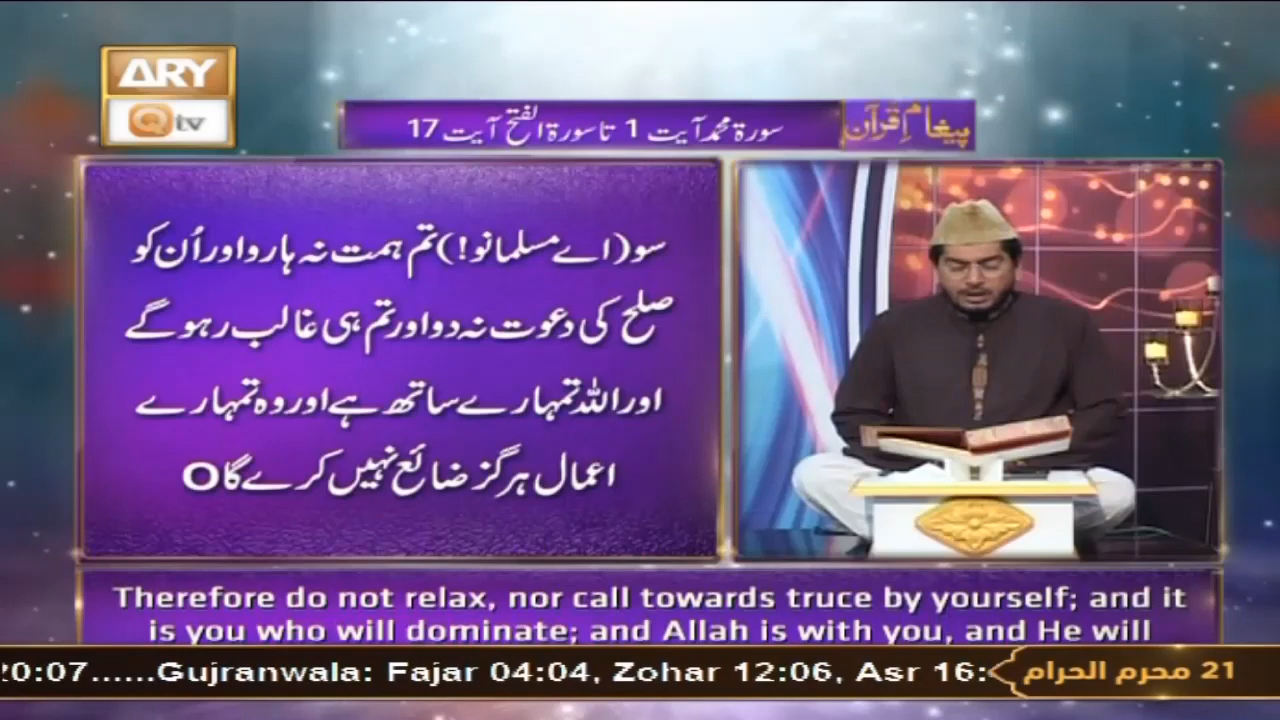 ARY
Qtv
پیغامِ قرآن
سورۃ محمد آیت 1 تا سورۃ الفتح آیت 17
سو (اے مسلمانو!) تم ہمت نہ ہارو اور اُن کو
صلح کی دعوت نہ دو اور تم ہی غالب رہو گے
اور اللہ تمہارے ساتھ ہے اور وہ تمہارے
اعمال ہرگز ضائع نہیں کرے گا O
Therefore do not relax, nor call towards truce by yourself; and it
is you who will dominate; and Allah is with you, and He will
20:07......Gujranwala: Fajar 04:04, Zohar 12:06, Asr 16:
21 محرم الحرام